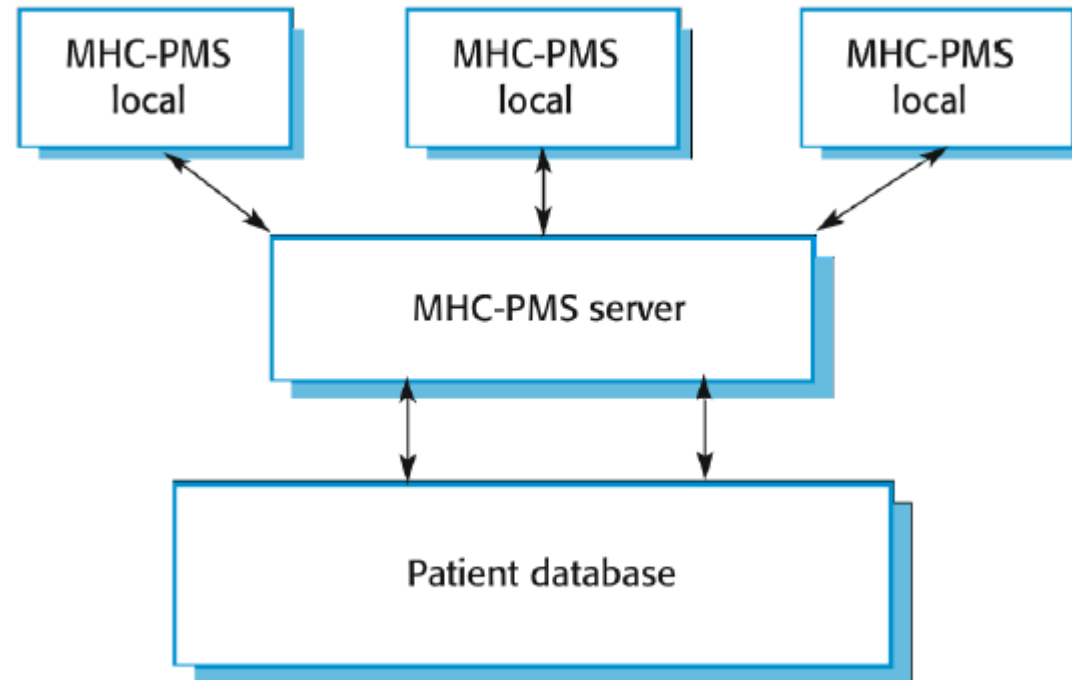 MHC-PMS
local
MHC-PMS
local
MHC-PMS
local
MHC-PMS server
Patient database